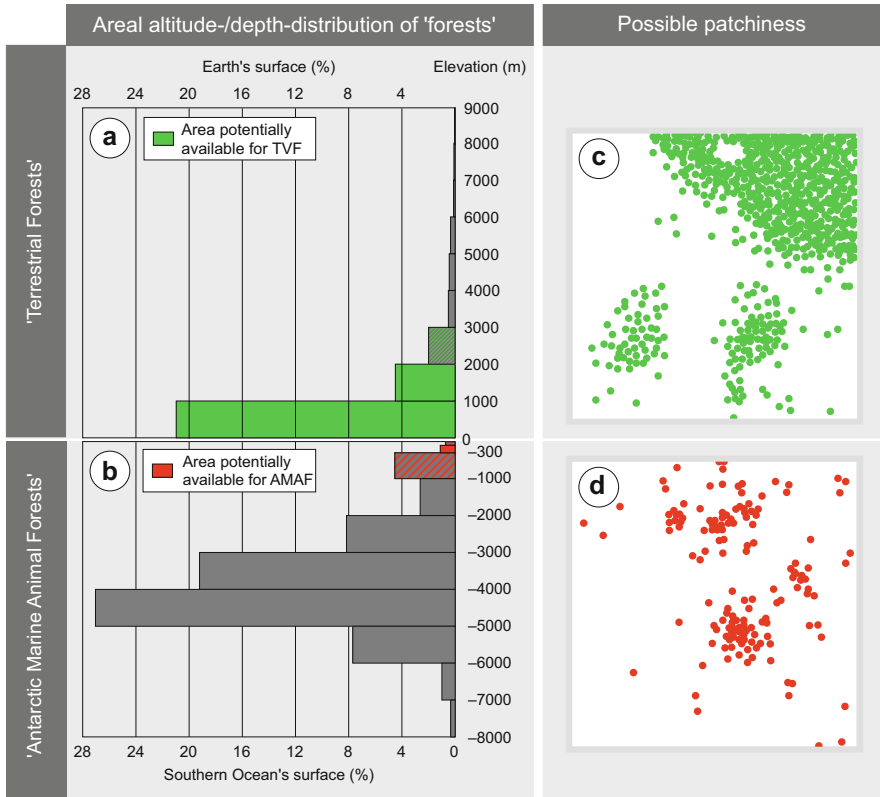 Areal altitude-/depth-distribution of 'forests'
Possible patchiness
'Terrestrial Forests'
Earth's surface (%)
Elevation (m)
28 24 20 16 12 8 4
9000
a
Area potentially
available for TVF
8000
7000
6000
5000
4000
3000
2000
1000
0
c
'Antarctic Marine Animal Forests'
b
Area potentially
available for AMAF
–300
–1000
–2000
–3000
–4000
–5000
–6000
–7000
–8000
28 24 20 16 12 8 4 0
Southern Ocean's surface (%)
d